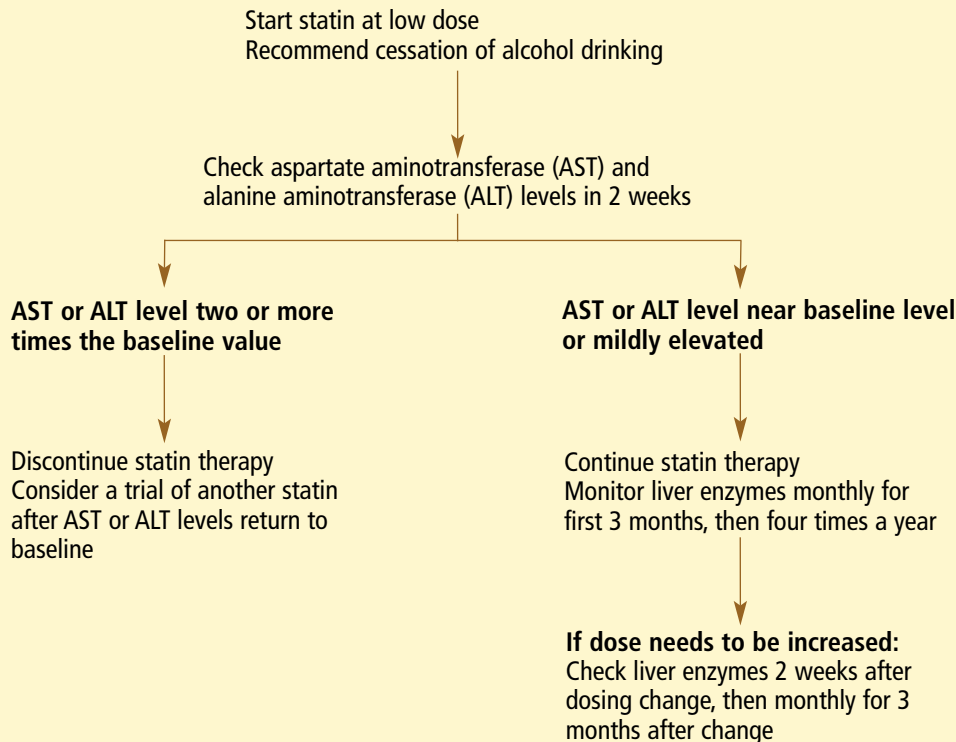 Start statin at low dose
Recommend cessation of alcohol drinking
Check aspartate aminotransferase (AST) and
alanine aminotransferase (ALT) levels in 2 weeks
AST or ALT level two or more
times the baseline value
Discontinue statin therapy
Consider a trial of another statin
after AST or ALT levels return to
baseline
AST or ALT level near baseline level
or mildly elevated
Continue statin therapy
Monitor liver enzymes monthly for
first 3 months, then four times a year
If dose needs to be increased:
Check liver enzymes 2 weeks after
dosing change, then monthly for 3
months after change